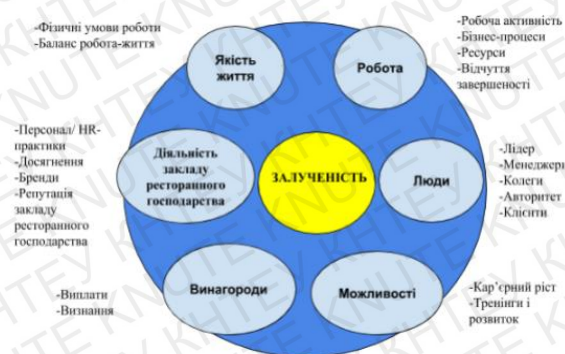 -Фізичні умови роботи
-Баланс робота-життя
Якість
життя
Робота
-Робоча активність
-Бізнес-процеси
-Ресурси
-Відчуття
завершеності
-Персонал/ HR-
практики
-Досягнення
-Бренди
-Репутація
закладу
ресторанного
господарства
Діяльність
закладу
ресторанного
господарства
ЗАЛУЧЕНІСТЬ
Люди
-Лідер
-Менеджери
-Колеги
-Авторитет
-Клієнти
-Виплати
-Визнання
Винагороди
Можливості
-Кар’єрний ріст
-Тренінги і
розвиток
KHTEY KNUTE